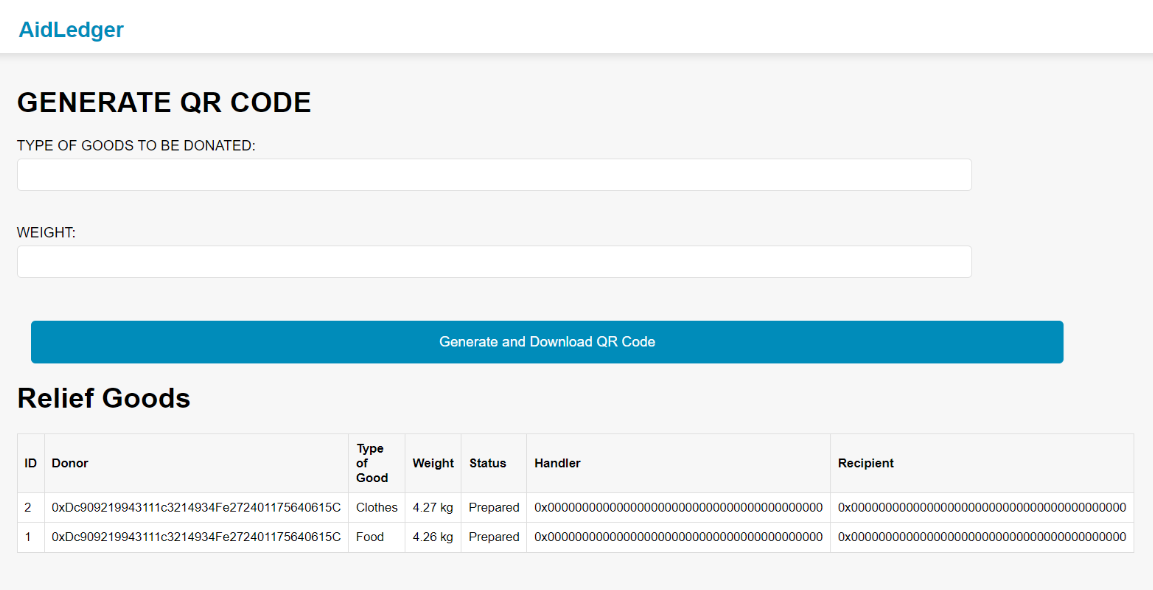 AidLedger
GENERATE QR CODE
TYPE OF GOODS TO BE DONATED:
WEIGHT:
Generate and Download QR Code
Relief Goods
ID Donor Type of Good Weight Status Handler Recipient
2 0xDc909219943111c3214934Fe272401175640615C Clothes 4.27 kg Prepared 0x0000000000000000000000000000000000000000 0x0000000000000000000000000000000000000000
1 0xDc909219943111c3214934Fe272401175640615C Food 4.26 kg Prepared 0x0000000000000000000000000000000000000000 0x0000000000000000000000000000000000000000